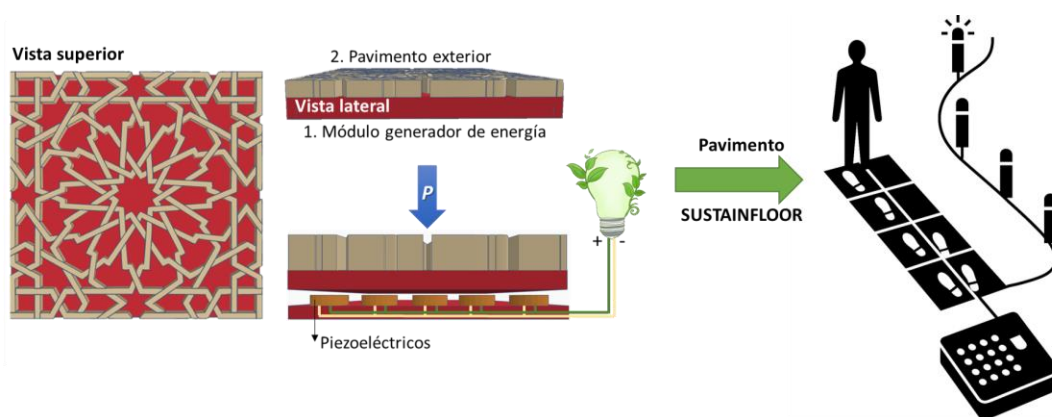 Vista superior
2. Pavimento exterior
Vista lateral
1. Módulo generador de energía
P
+ -
Piezoeléctricos
Pavimento
SUSTAINFLOOR